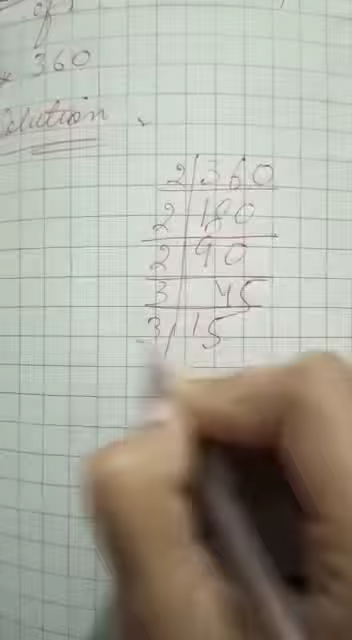 of
* 360
Solution
2 | 360
2 | 180
2 | 90
3 | 45
3 | 15